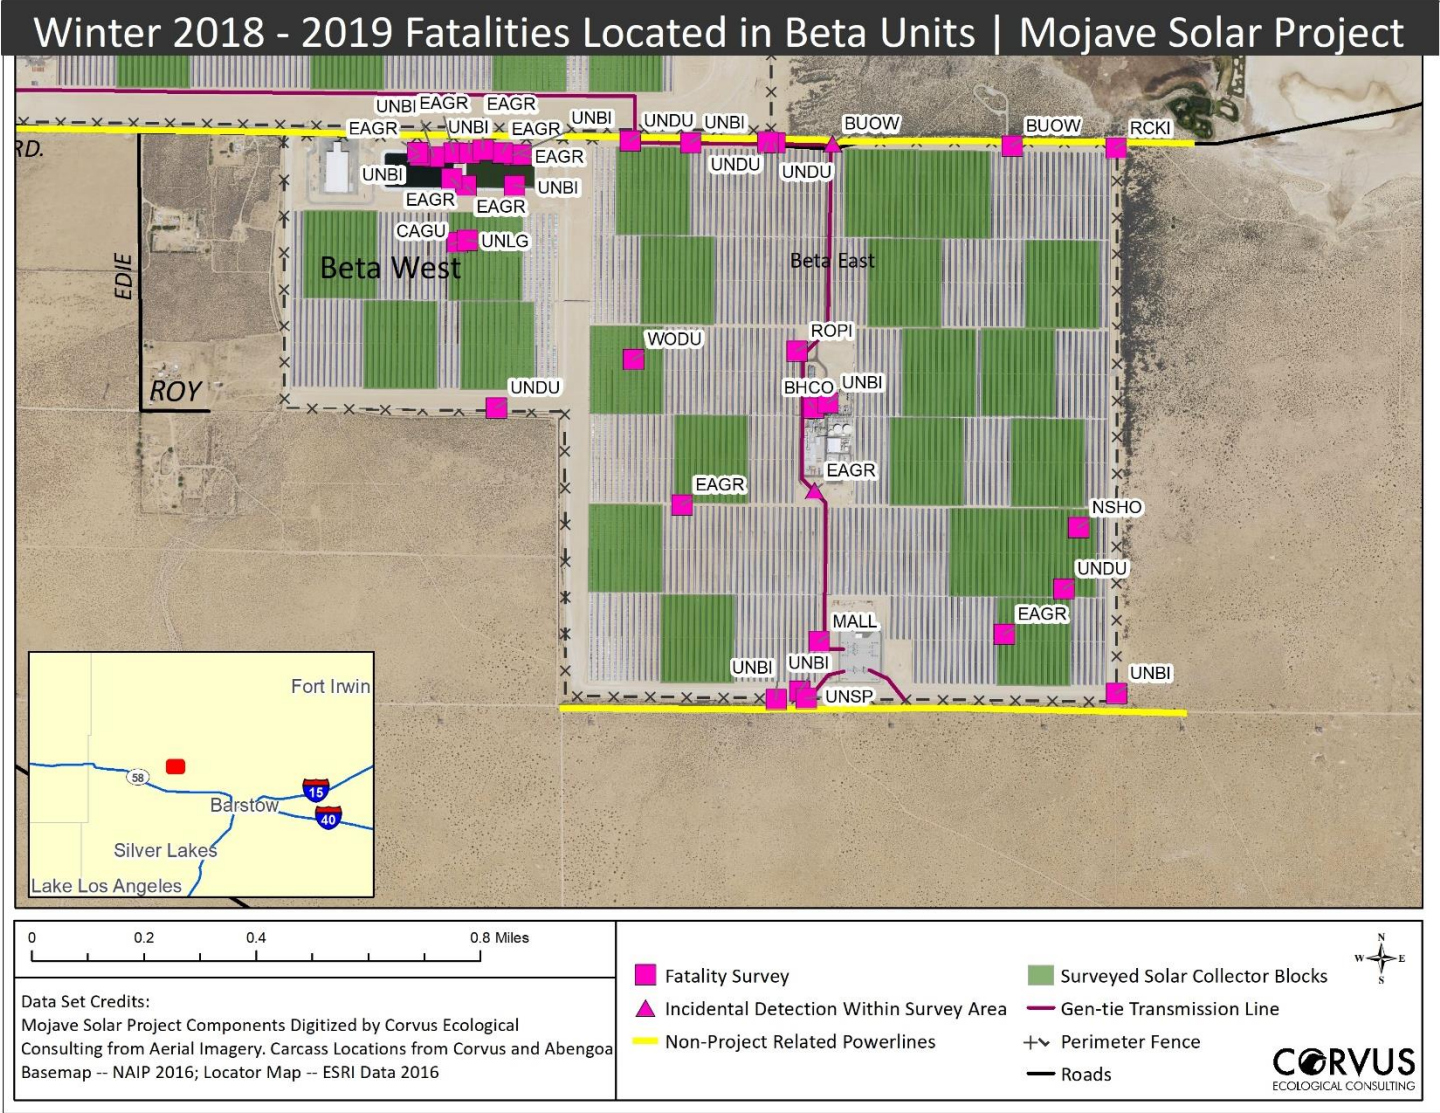 Winter 2018 - 2019 Fatalities Located in Beta Units | Mojave Solar Project
UNBI EAGR EAGR
EAGR UNBI EAGR UNBI UNDU UNBI BUOW BUOW RCKI
RD.
EAGR
UNDU UNDU
UNBI UNBI
EAGR EAGR
CAGU UNLG
Beta West
Beta East
EDIE
ROPI
WODU
ROY
UNDU
BHCO UNBI
EAGR
EAGR
NSHO
UNDU
EAGR
MALL
UNBI UNBI
UNBI
UNSP
Fort Irwin
58
15
Barstow
40
Silver Lakes
Lake Los Angeles
0 0.2 0.4 0.8 Miles
Data Set Credits:
Mojave Solar Project Components Digitized by Corvus Ecological
Consulting from Aerial Imagery. Carcass Locations from Corvus and Abengoa
Basemap -- NAIP 2016; Locator Map -- ESRI Data 2016
Fatality Survey
Incidental Detection Within Survey Area
Non-Project Related Powerlines
Surveyed Solar Collector Blocks
Gen-tie Transmission Line
Perimeter Fence
Roads
N
W E
S
CORVUS
ECOLOGICAL CONSULTING